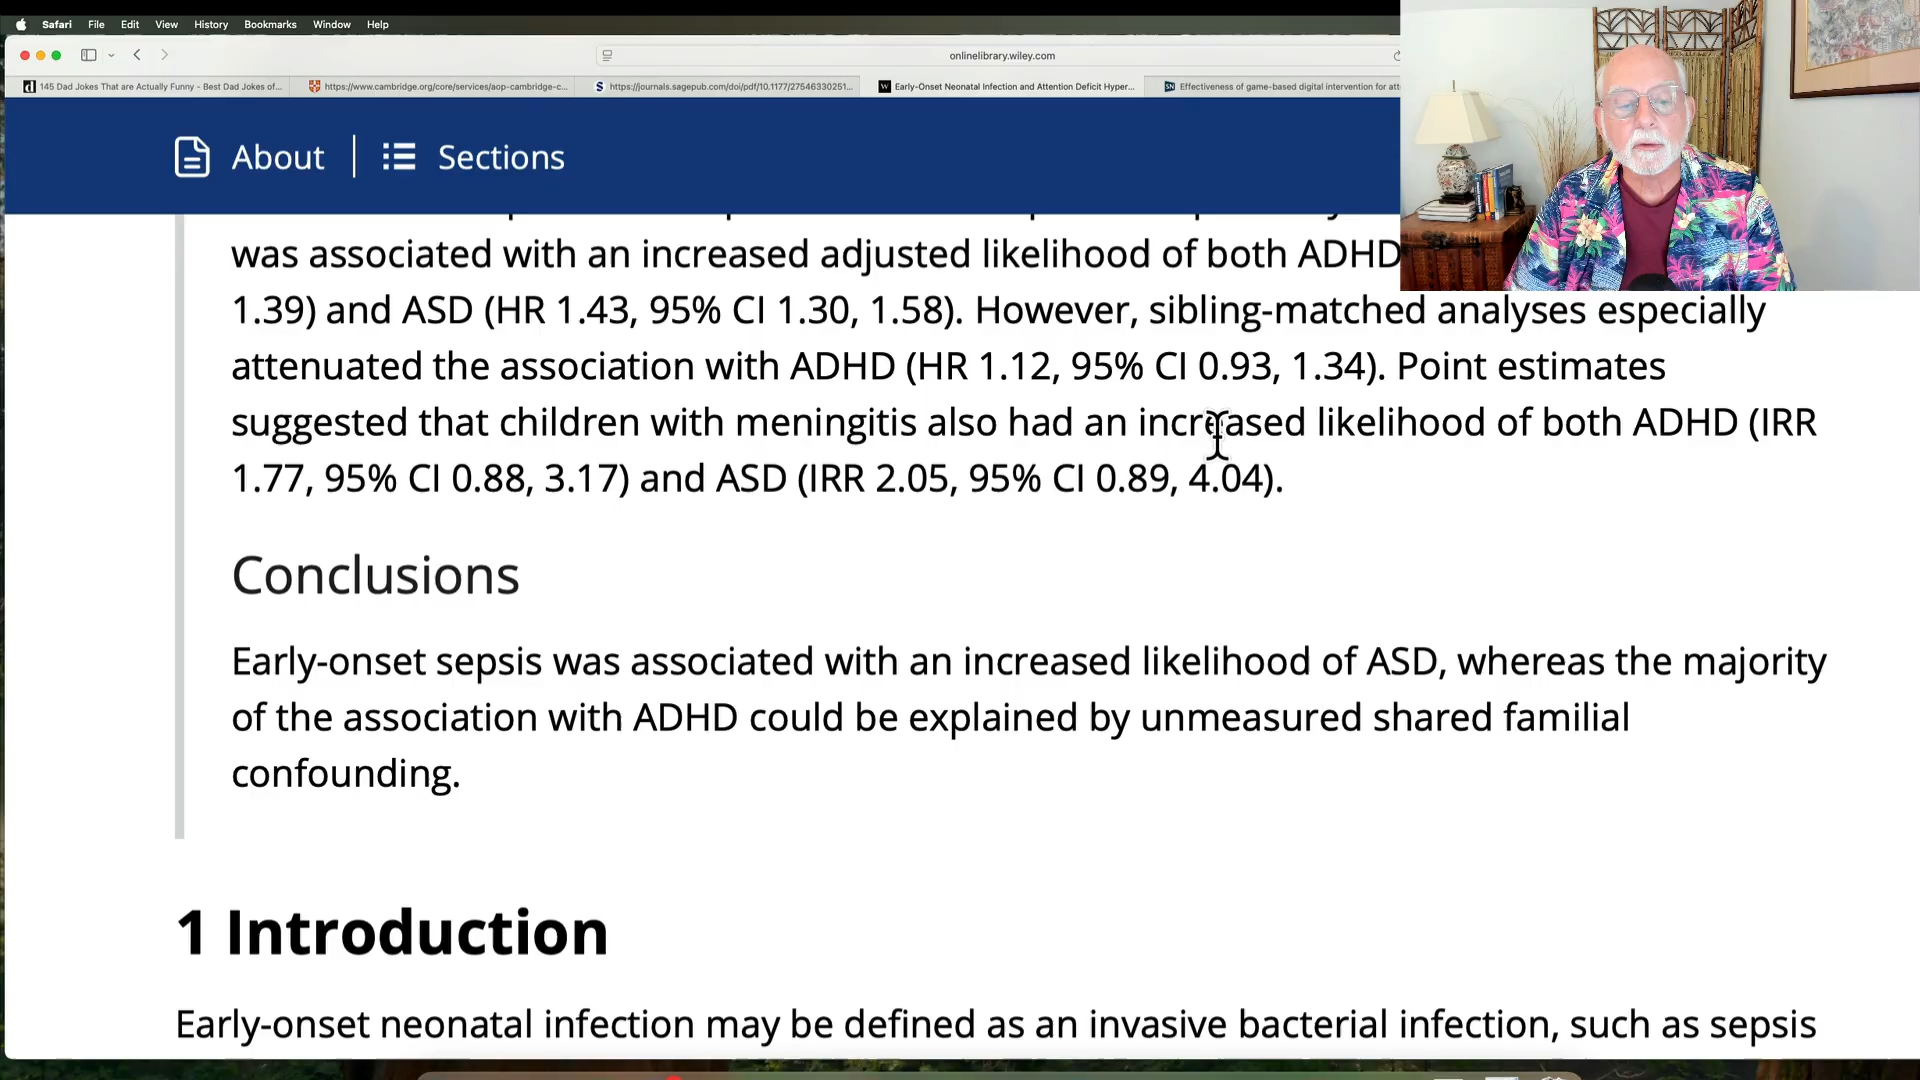 Safari File Edit View History Bookmarks Window Help
onlinelibrary.wiley.com
145 Dad Jokes That are Actually Funny - Best Dad Jokes of...
https://www.cambridge.org/core/services/aop-cambridge-c...
https://journals.sagepub.com/doi/pdf/10.1177/27546330251...
Early-Onset Neonatal Infection and Attention Deficit Hyper...
Effectiveness of game-based digital intervention for att
About | Sections
was associated with an increased adjusted likelihood of both ADHD
1.39) and ASD (HR 1.43, 95% CI 1.30, 1.58). However, sibling-matched analyses especially
attenuated the association with ADHD (HR 1.12, 95% CI 0.93, 1.34). Point estimates
suggested that children with meningitis also had an increased likelihood of both ADHD (IRR
1.77, 95% CI 0.88, 3.17) and ASD (IRR 2.05, 95% CI 0.89, 4.04).
Conclusions
Early-onset sepsis was associated with an increased likelihood of ASD, whereas the majority
of the association with ADHD could be explained by unmeasured shared familial
confounding.
1 Introduction
Early-onset neonatal infection may be defined as an invasive bacterial infection, such as sepsis